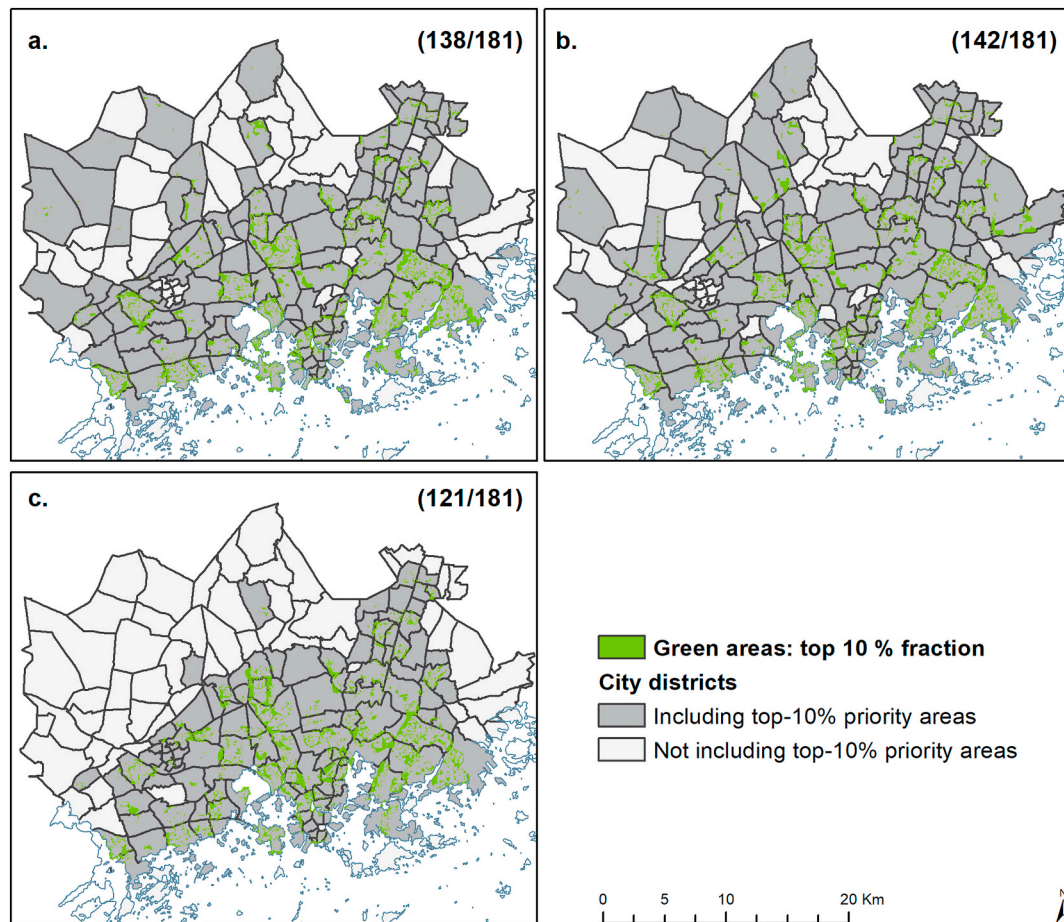 a. (138/181)
b. (142/181)
c. (121/181)
Green areas: top 10 % fraction
City districts
Including top-10% priority areas
Not including top-10% priority areas
0 5 10 20 Km
N